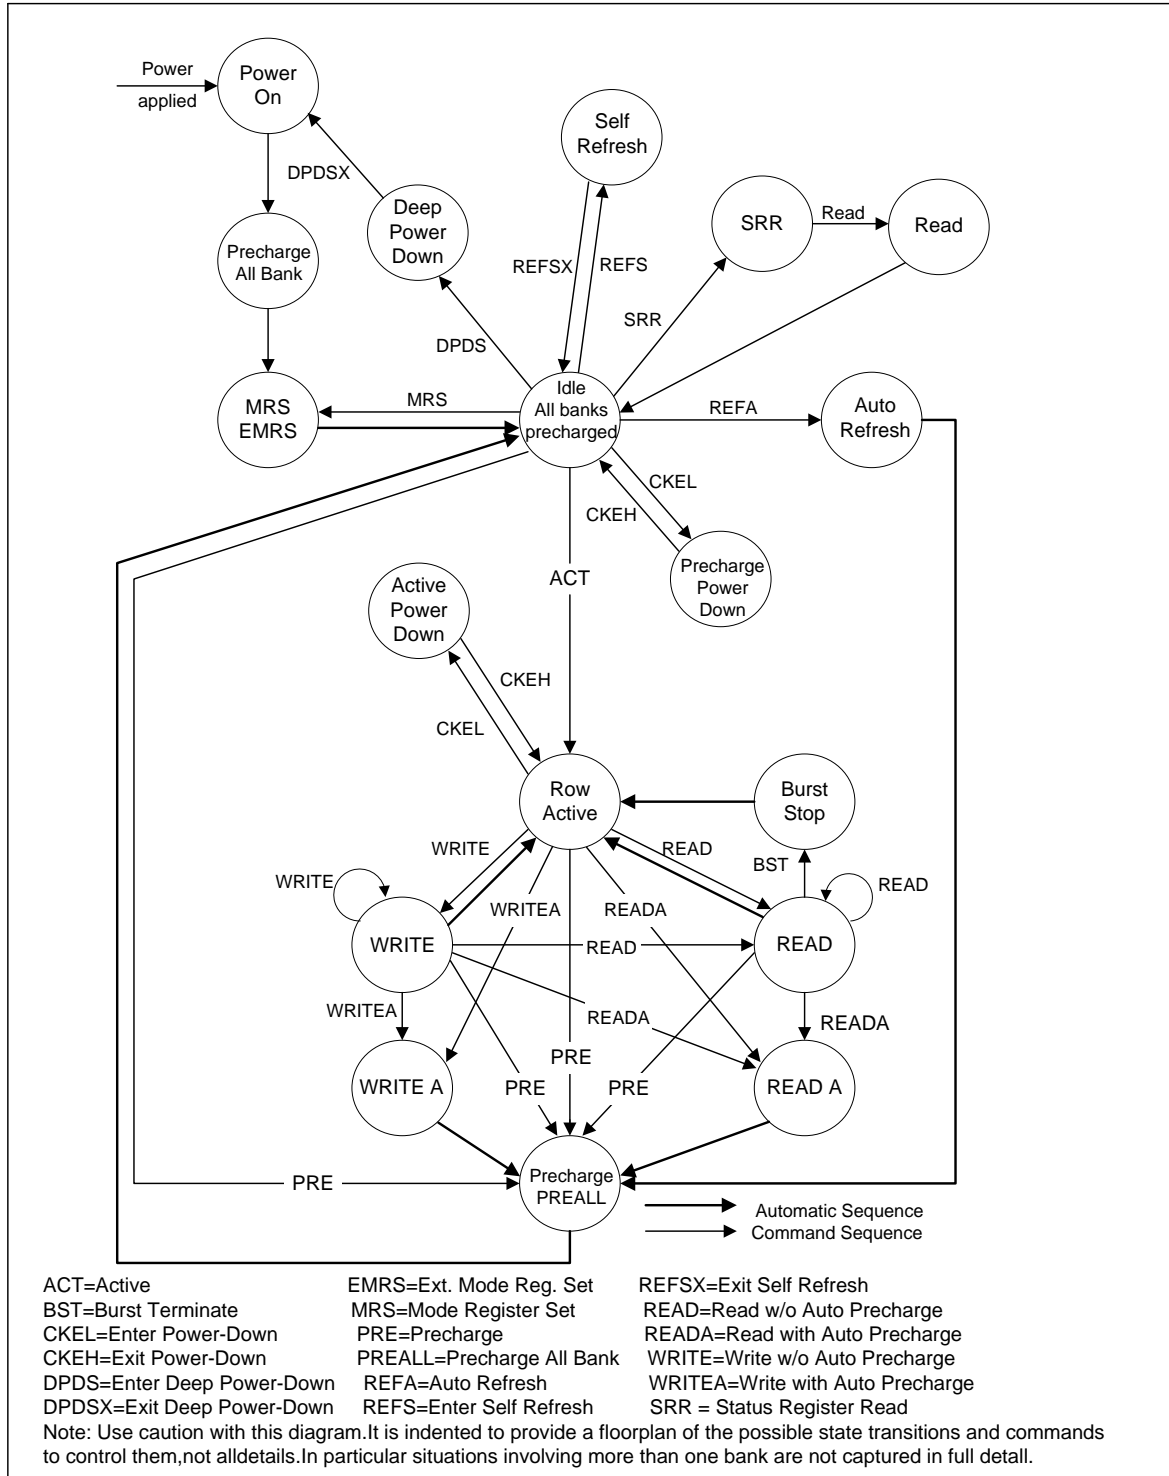 Power
applied
Power
On
Self
Refresh
DPDSX
Deep
Power
Down
SRR
Read
Read
Precharge
All Bank
REFSX
REFS
SRR
DPDS
MRS
EMRS
MRS
Idle
All banks
precharged
REFA
Auto
Refresh
CKEL
CKEH
Precharge
Power
Down
ACT
Active
Power
Down
CKEH
CKEL
Row
Active
Burst
Stop
WRITE
READ
BST
WRITE
READ
WRITEA
READA
WRITE
READ
READ
WRITEA
READA
READA
PRE
WRITE A
PRE
PRE
READ A
Precharge
PREALL
PRE
Automatic Sequence
Command Sequence
ACT=Active EMRS=Ext. Mode Reg. Set REFSX=Exit Self Refresh
BST=Burst Terminate MRS=Mode Register Set READ=Read w/o Auto Precharge
CKEL=Enter Power-Down PRE=Precharge READA=Read with Auto Precharge
CKEH=Exit Power-Down PREALL=Precharge All Bank WRITE=Write w/o Auto Precharge
DPDS=Enter Deep Power-Down REFA=Auto Refresh WRITEA=Write with Auto Precharge
DPDSX=Exit Deep Power-Down REFS=Enter Self Refresh SRR = Status Register Read
Note: Use caution with this diagram.It is indented to provide a floorplan of the possible state transitions and commands
to control them,not alldetails.In particular situations involving more than one bank are not captured in full detall.